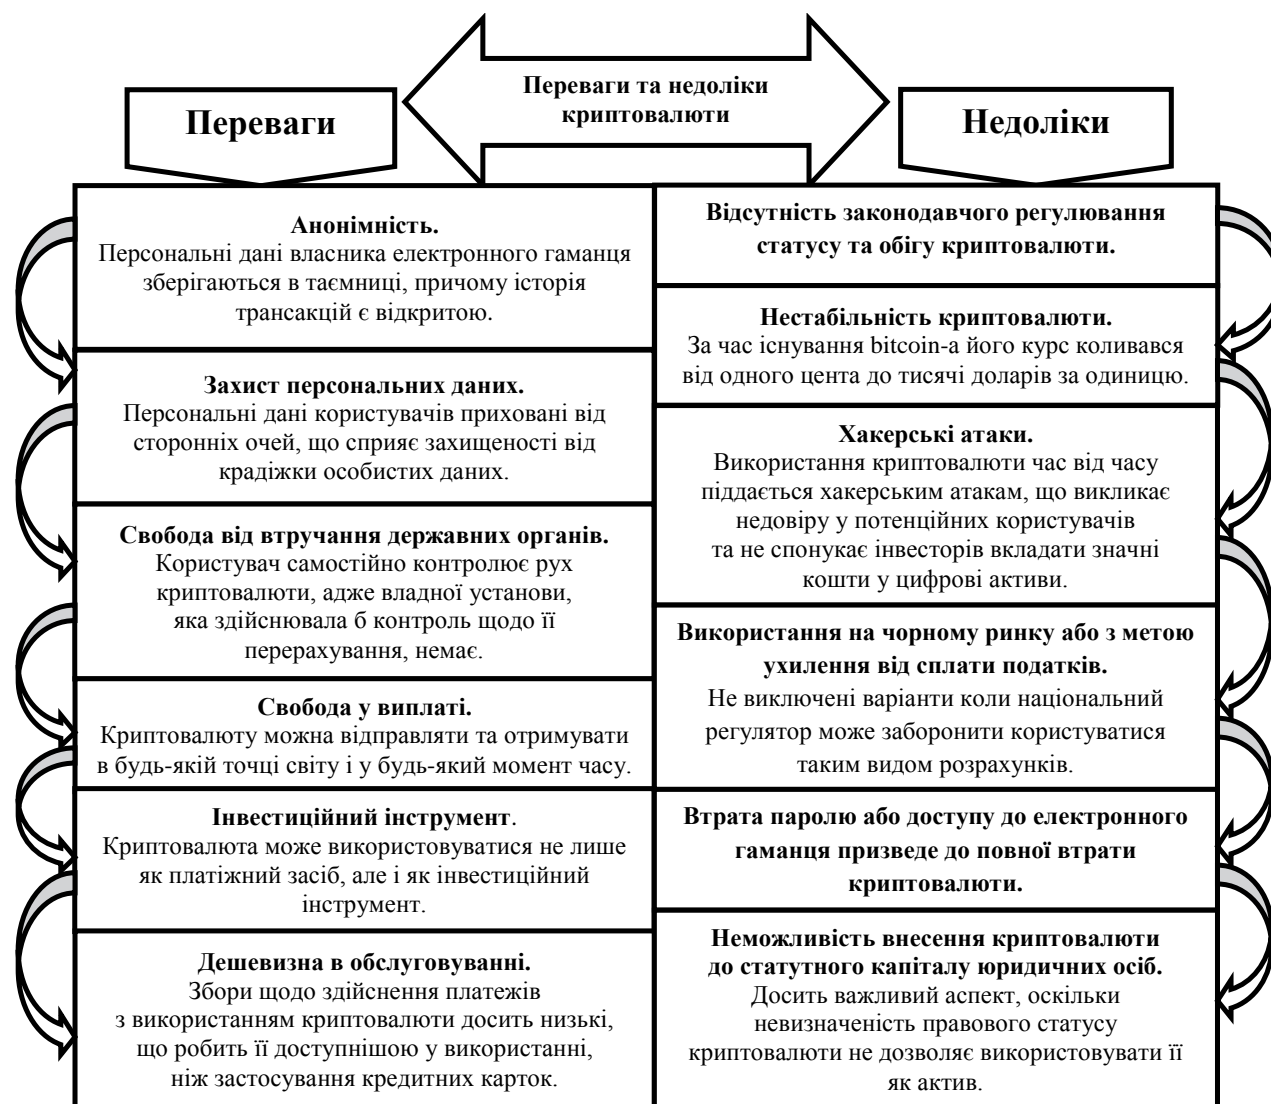 Переваги та недоліки
криптовалюти
Переваги
Недоліки
Анонімність.
Персональні дані власника електронного гаманця
зберігаються в таємниці, причому історія
трансакцій є відкритою.
Захист персональних даних.
Персональні дані користувачів приховані від
сторонніх очей, що сприяє захищеності від
крадіжки особистих даних.
Свобода від втручання державних органів.
Користувач самостійно контролює рух
криптовалюти, адже владної установи,
яка здійснювала б контроль щодо її
перерахування, немає.
Свобода у виплаті.
Криптовалюту можна відправляти та отримувати
в будь-якій точці світу і у будь-який момент часу.
Інвестиційний інструмент.
Криптовалюта може використовуватися не лише
як платіжний засіб, але і як інвестиційний
інструмент.
Дешевизна в обслуговуванні.
Збори щодо здійснення платежів
з використанням криптовалюти досить низькі,
що робить її доступнішою у використанні,
ніж застосування кредитних карток.
Відсутність законодавчого регулювання
статусу та обігу криптовалюти.
Нестабільність криптовалюти.
За час існування bitcoin-а його курс коливався
від одного цента до тисячі доларів за одиницю.
Хакерські атаки.
Використання криптовалюти час від часу
піддається хакерським атакам, що викликає
недовіру у потенційних користувачів
та не спонукає інвесторів вкладати значні
кошти у цифрові активи.
Використання на чорному ринку або з метою
ухилення від сплати податків.
Не виключені варіанти коли національний
регулятор може заборонити користуватися
таким видом розрахунків.
Втрата паролю або доступу до електронного
гаманця призведе до повної втрати
криптовалюти.
Неможливість внесення криптовалюти
до статутного капіталу юридичних осіб.
Досить важливий аспект, оскільки
невизначеність правового статусу
криптовалюти не дозволяє використовувати її
як актив.